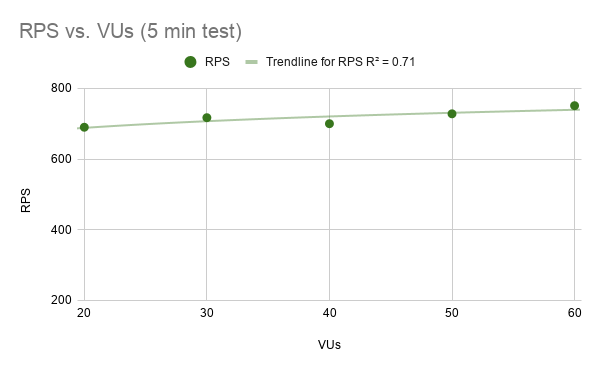 RPS vs. VUs (5 min test)
RPS Trendline for RPS R² = 0.71
800
600
400
200
RPS
20 30 40 50 60
VUs